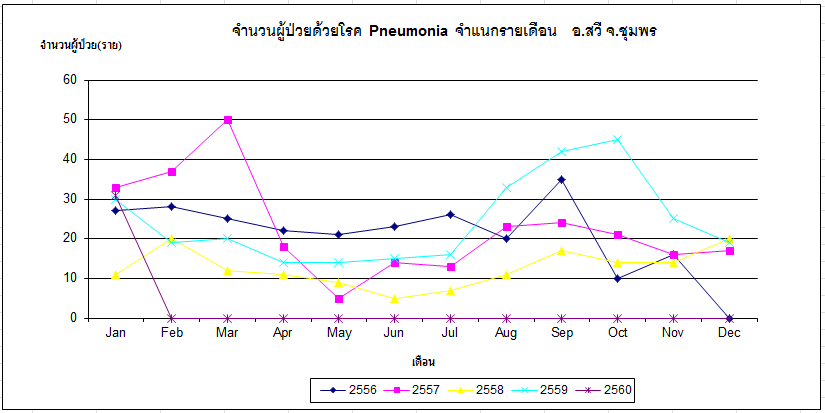 จำนวนผู้ป่วยด้วยโรค Pneumonia จำแนกรายเดือน อ.สวี จ.ชุมพร
จำนวนผู้ป่วย(ราย)
60
50
40
30
20
10
0
Jan Feb Mar Apr May Jun Jul Aug Sep Oct Nov Dec
เดือน
2556 2557 2558 2559 2560